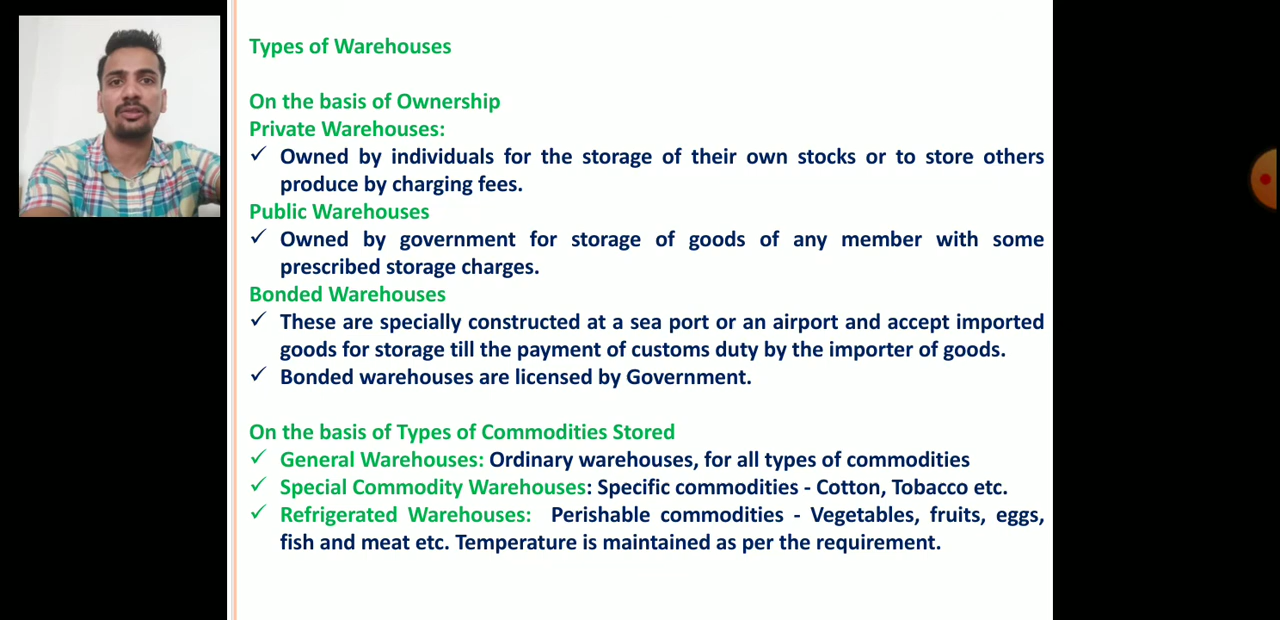 Types of Warehouses
On the basis of Ownership
Private Warehouses:
✓ Owned by individuals for the storage of their own stocks or to store others
produce by charging fees.
Public Warehouses
✓ Owned by government for storage of goods of any member with some
prescribed storage charges.
Bonded Warehouses
✓ These are specially constructed at a sea port or an airport and accept imported
goods for storage till the payment of customs duty by the importer of goods.
✓ Bonded warehouses are licensed by Government.
On the basis of Types of Commodities Stored
✓ General Warehouses: Ordinary warehouses, for all types of commodities
✓ Special Commodity Warehouses: Specific commodities - Cotton, Tobacco etc.
✓ Refrigerated Warehouses: Perishable commodities - Vegetables, fruits, eggs,
fish and meat etc. Temperature is maintained as per the requirement.